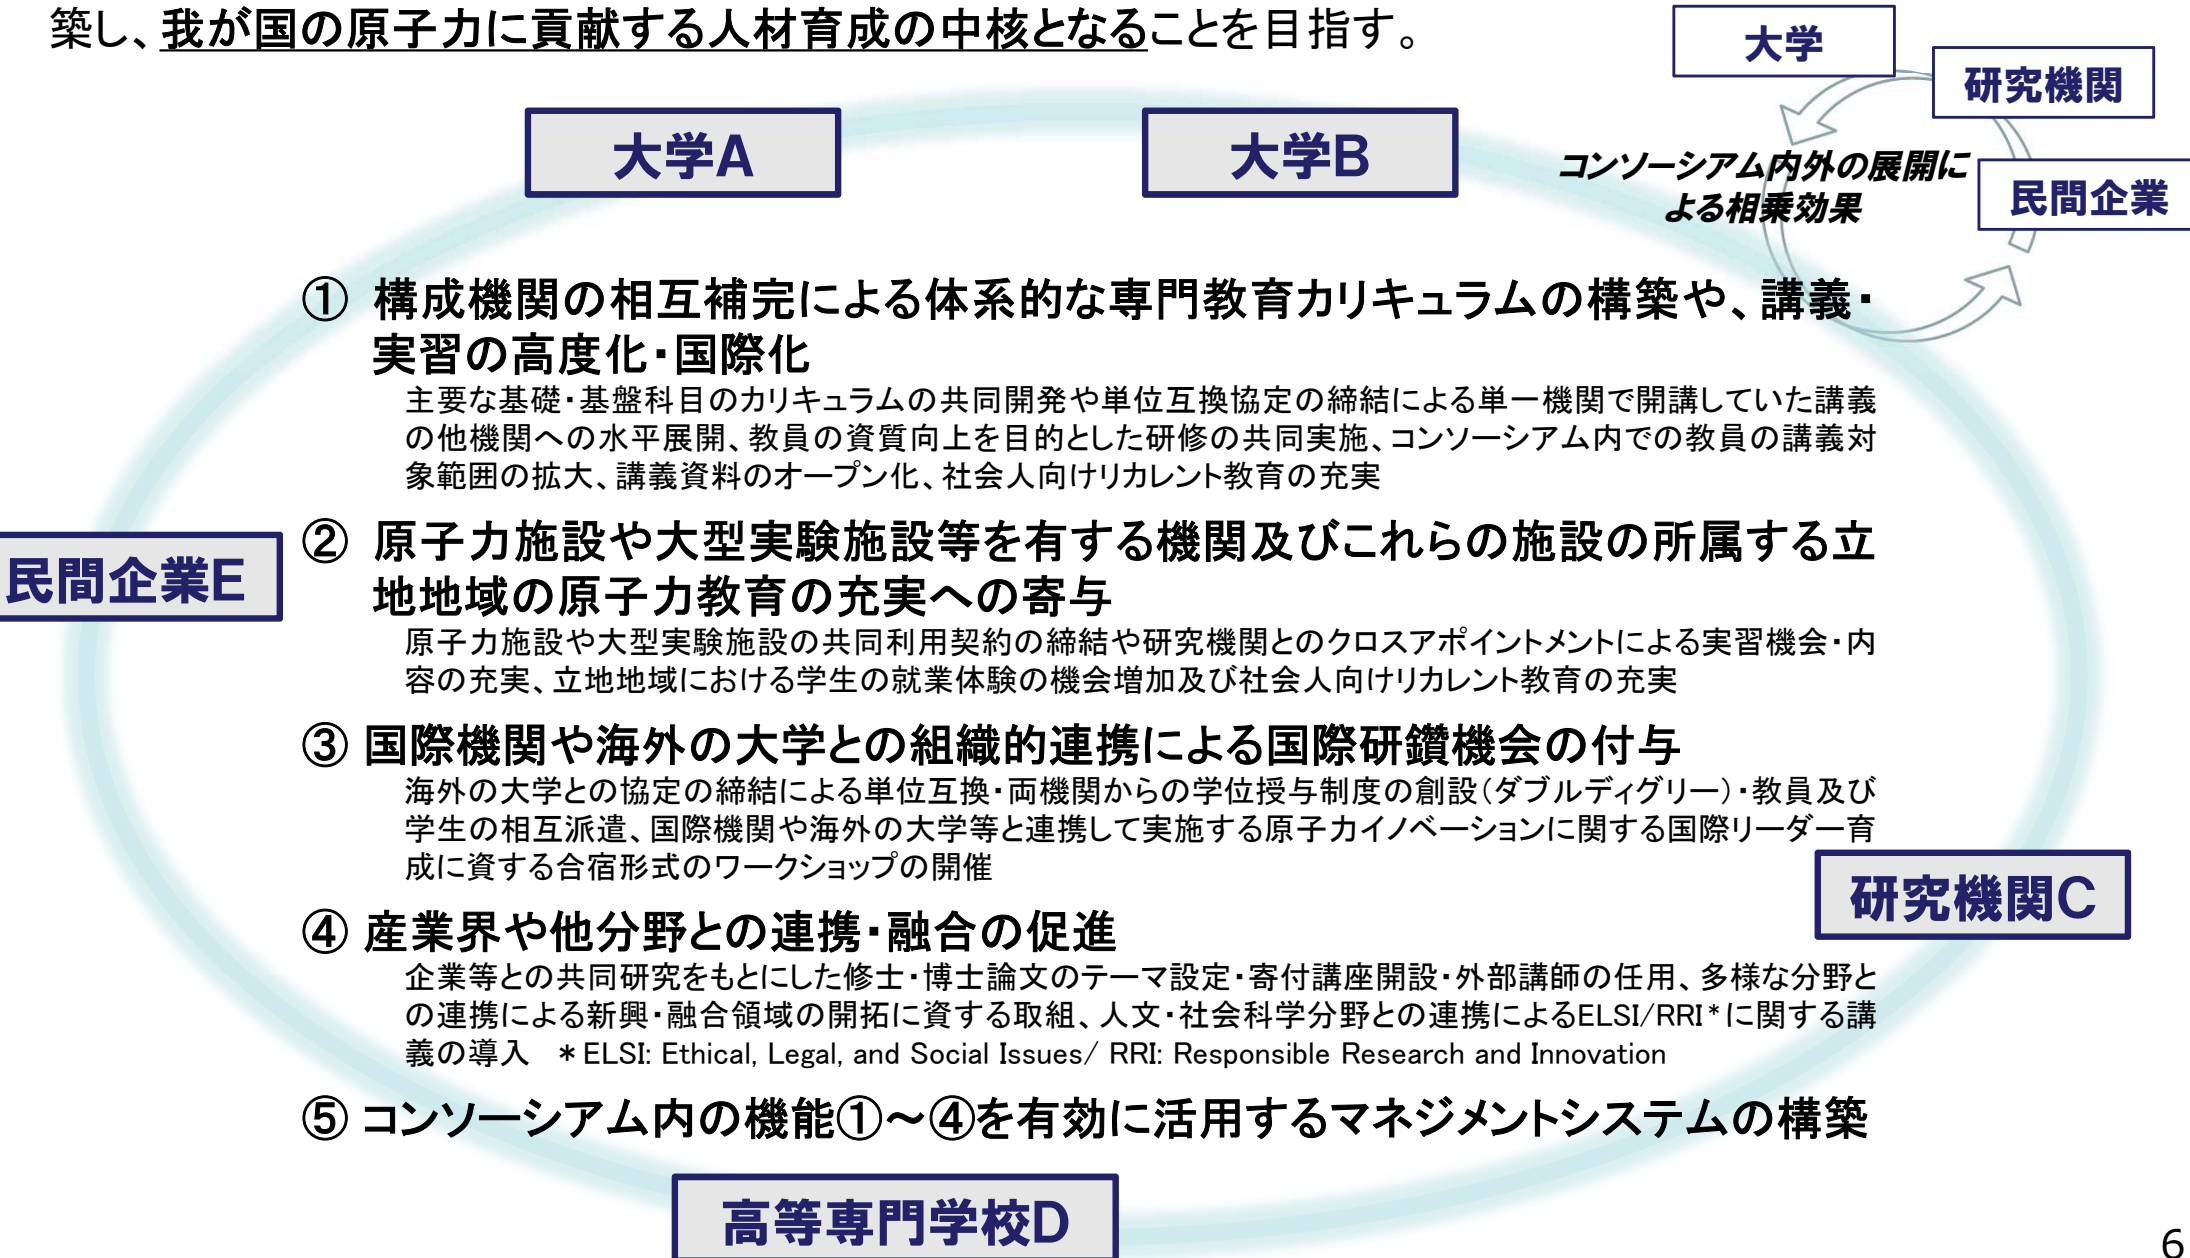 築し、我が国の原子力に貢献する人材育成の中核となることを目指す。
大学
研究機関
民間企業
コンソーシアム内外の展開に
よる相乗効果
大学A
大学B
① 構成機関の相互補完による体系的な専門教育カリキュラムの構築や、講義・
実習の高度化・国際化
主要な基礎・基盤科目のカリキュラムの共同開発や単位互換協定の締結による単一機関で開講していた講義
の他機関への水平展開、教員の資質向上を目的とした研修の共同実施、コンソーシアム内での教員の講義対
象範囲の拡大、講義資料のオープン化、社会人向けリカレント教育の充実
民間企業E
② 原子力施設や大型実験施設等を有する機関及びこれらの施設の所属する立
地地域の原子力教育の充実への寄与
原子力施設や大型実験施設の共同利用契約の締結や研究機関とのクロスアポイントメントによる実習機会・内
容の充実、立地地域における学生の就業体験の機会増加及び社会人向けリカレント教育の充実
③ 国際機関や海外の大学との組織的連携による国際研鑽機会の付与
海外の大学との協定の締結による単位互換・両機関からの学位授与制度の創設（ダブルディグリー）・教員及び
学生の相互派遣、国際機関や海外の大学等と連携して実施する原子力イノベーションに関する国際リーダー育
成に資する合宿形式のワークショップの開催
研究機関C
④ 産業界や他分野との連携・融合の促進
企業等との共同研究をもとにした修士・博士論文のテーマ設定・寄付講座開設・外部講師の任用、多様な分野と
の連携による新興・融合領域の開拓に資する取組、人文・社会科学分野との連携によるELSI/RRI*に関する講
義の導入 ＊ELSI: Ethical, Legal, and Social Issues/ RRI: Responsible Research and Innovation
⑤ コンソーシアム内の機能①～④を有効に活用するマネジメントシステムの構築
高等専門学校D
6